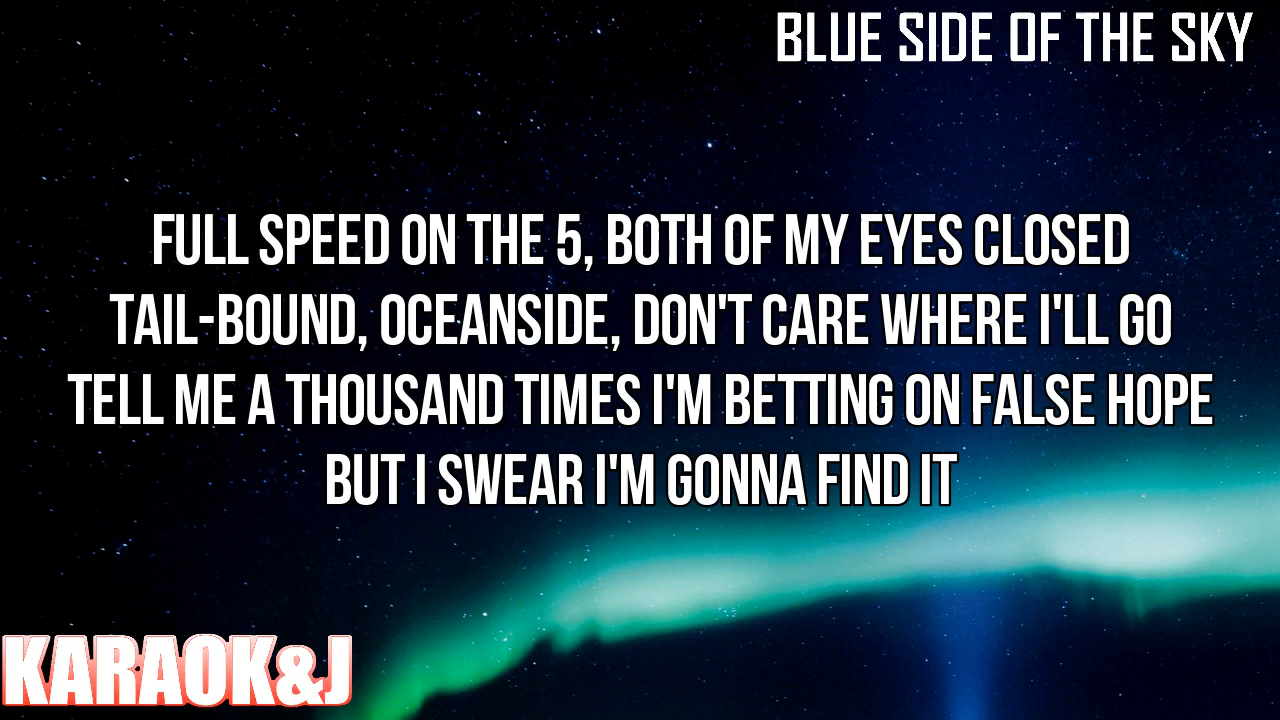 BLUE SIDE OF THE SKY
FULL SPEED ON THE 5, BOTH OF MY EYES CLOSED
TAIL-BOUND, OCEANSIDE, DON'T CARE WHERE I'LL GO
TELL ME A THOUSAND TIMES I'M BETTING ON FALSE HOPE
BUT I SWEAR I'M GONNA FIND IT
KARAOK&J